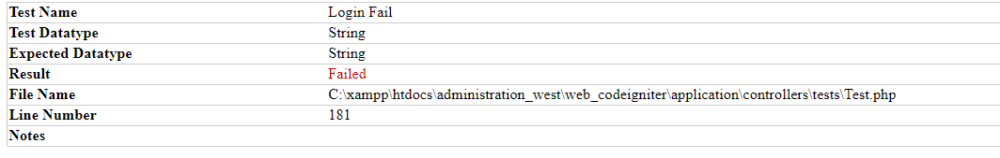 Test Name Login Fail
Test Datatype String
Expected Datatype String
Result Failed
File Name C:\xampp\htdocs\administration_west\web_codeigniter\application\controllers\tests\Test.php
Line Number 181
Notes